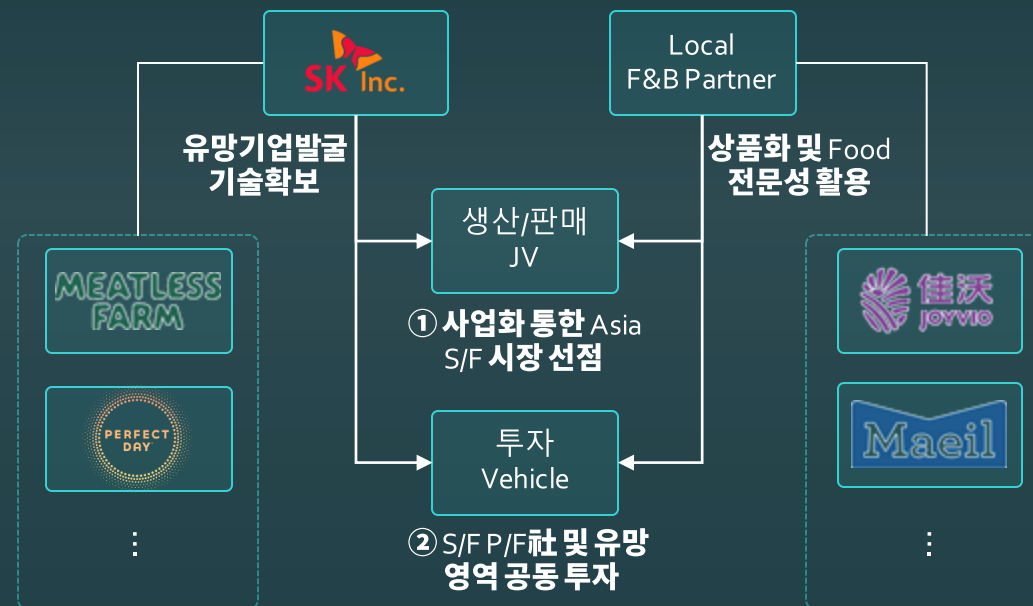 SK Inc.
Local
F&B Partner
유망기업발굴
기술확보
상품화 및 Food
전문성 활용
생산/판매
JV
MEATLESS
FARM
佳沃
JOYVIO
① 사업화 통한 Asia
S/F 시장 선점
PERFECT
DAY
Maeil
투자
Vehicle
⋮
⋮
② S/F P/F社 및 유망
영역 공동 투자